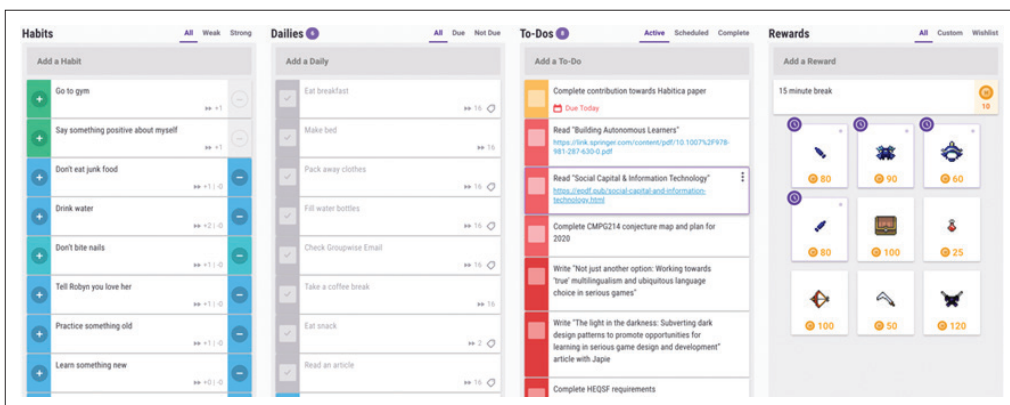 Habits
All Weak Strong
Add a Habit
Go to gym
+1
Say something positive about myself
+1
Don't eat junk food
+1 | -0
Drink water
+2 | -0
Don't bite nails
+1 | -0
Tell Robyn you love her
+1 | -0
Practice something old
+1 | -0
Learn something new
+0 | -0
Dailies 6
All Due Not Due
Add a Daily
Eat breakfast
16
Make bed
16
Pack away clothes
16
Fill water bottles
16
Check Groupwise Email
16
Take a coffee break
16
Eat snack
2
Read an article
16
To-Dos 8
Active Scheduled Complete
Add a To-Do
Complete contribution towards Habitica paper
Due Today
Read "Building Autonomous Learners"
https://link.springer.com/content/pdf/10.1007%2F978-
981-287-630-0.pdf
Read "Social Capital & Information Technology"
https://epdf.pub/social-capital-and-information-
technology.html
Complete CMPG214 conjecture map and plan for
2020
Write "Not just another option: Working towards
'true' multilingualism and ubiquitous language
choice in serious games"
Write "The light in the darkness: Subverting dark
design patterns to promote opportunities for
learning in serious game design and development"
article with Japie
Complete HEQSF requirements
Rewards
All Custom Wishlist
Add a Reward
15 minute break
10
80 90 60
80 100 25
100 50 120